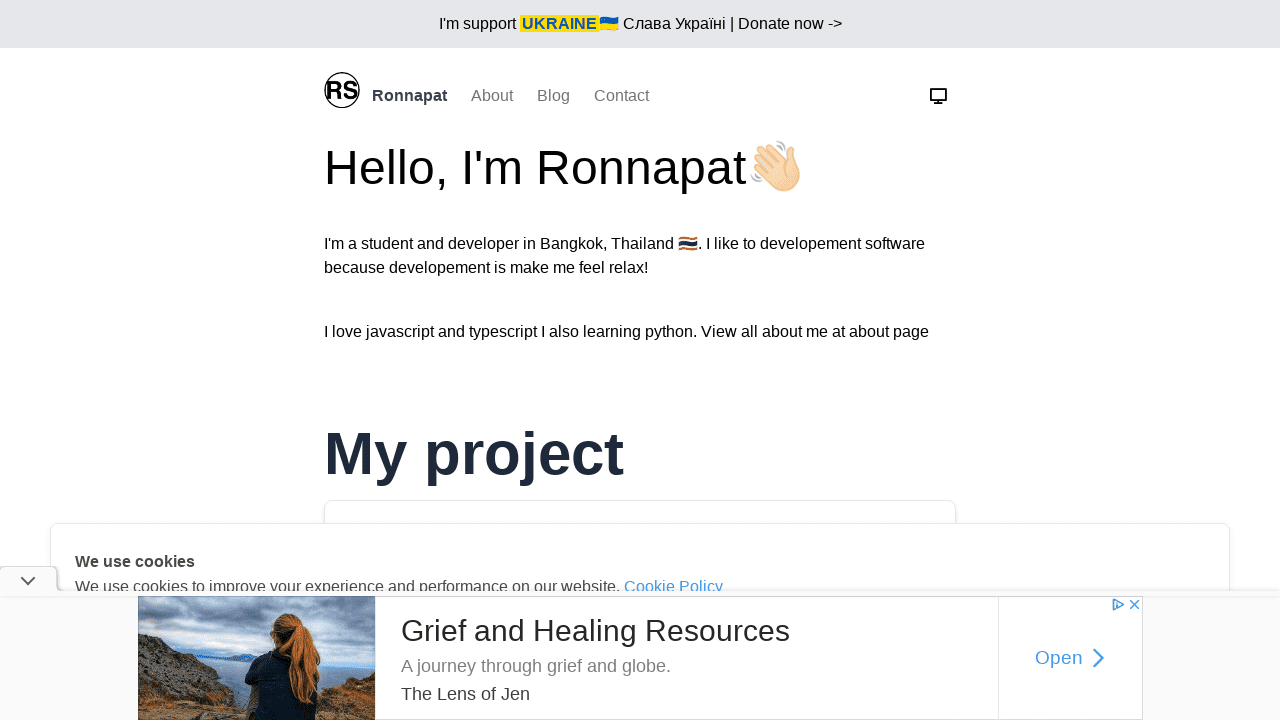 I'm support UKRAINE🇺🇦 Слава Україні | Donate now ->
RS Ronnapat About Blog Contact
Hello, I'm Ronnapat👋🏻
I'm a student and developer in Bangkok, Thailand 🇹🇭. I like to developement software
because developement is make me feel relax!
I love javascript and typescript I also learning python. View all about me at about page
My project
We use cookies
We use cookies to improve your experience and performance on our website. Cookie Policy
Grief and Healing Resources
A journey through grief and globe.
The Lens of Jen
Open